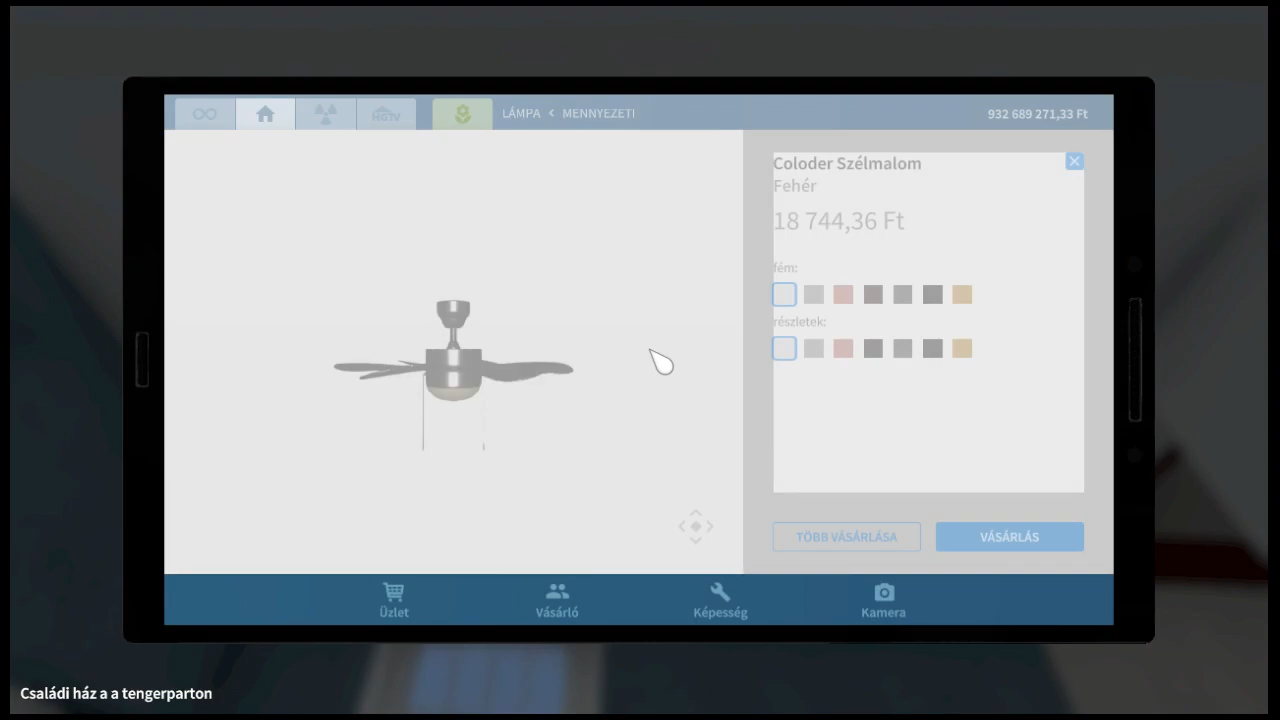 HGTV
LÁMPA < MENNYEZETI
932 689 271,33 Ft
Coloder Szélmalom
Fehér
18 744,36 Ft
fém:
részletek:
TÖBB VÁSÁRLÁSA
VÁSÁRLÁS
Üzlet
Vásárló
Képesség
Kamera
Családi ház a a tengerparton